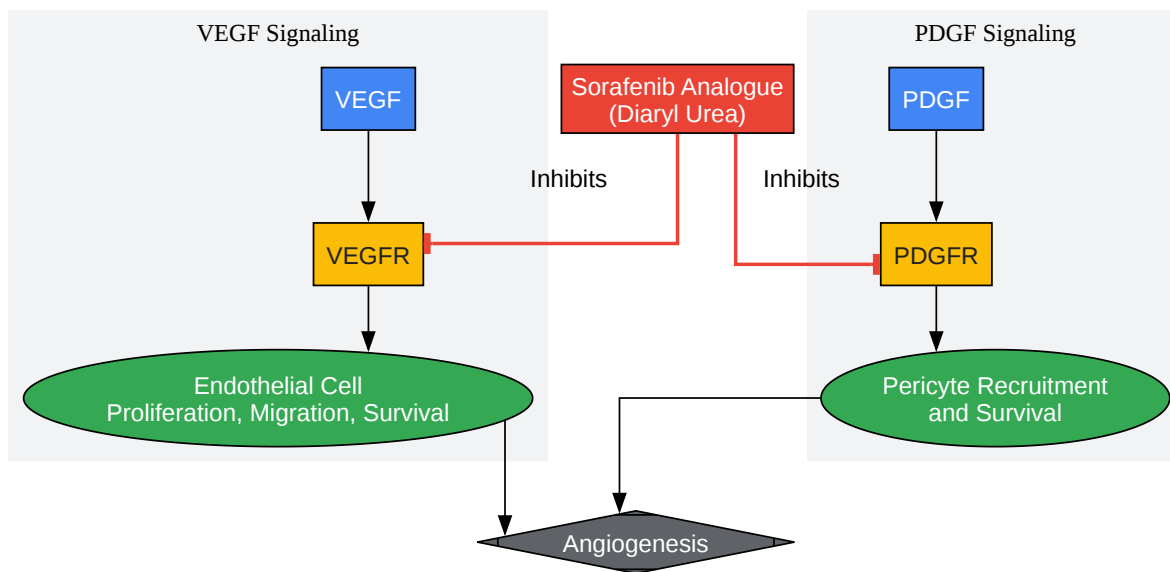 VEGF Signaling
PDGF Signaling
VEGF
Sorafenib Analogue
(Diaryl Urea)
PDGF
Inhibits
Inhibits
VEGFR
PDGFR
Endothelial Cell
Proliferation, Migration, Survival
Pericyte Recruitment
and Survival
Angiogenesis